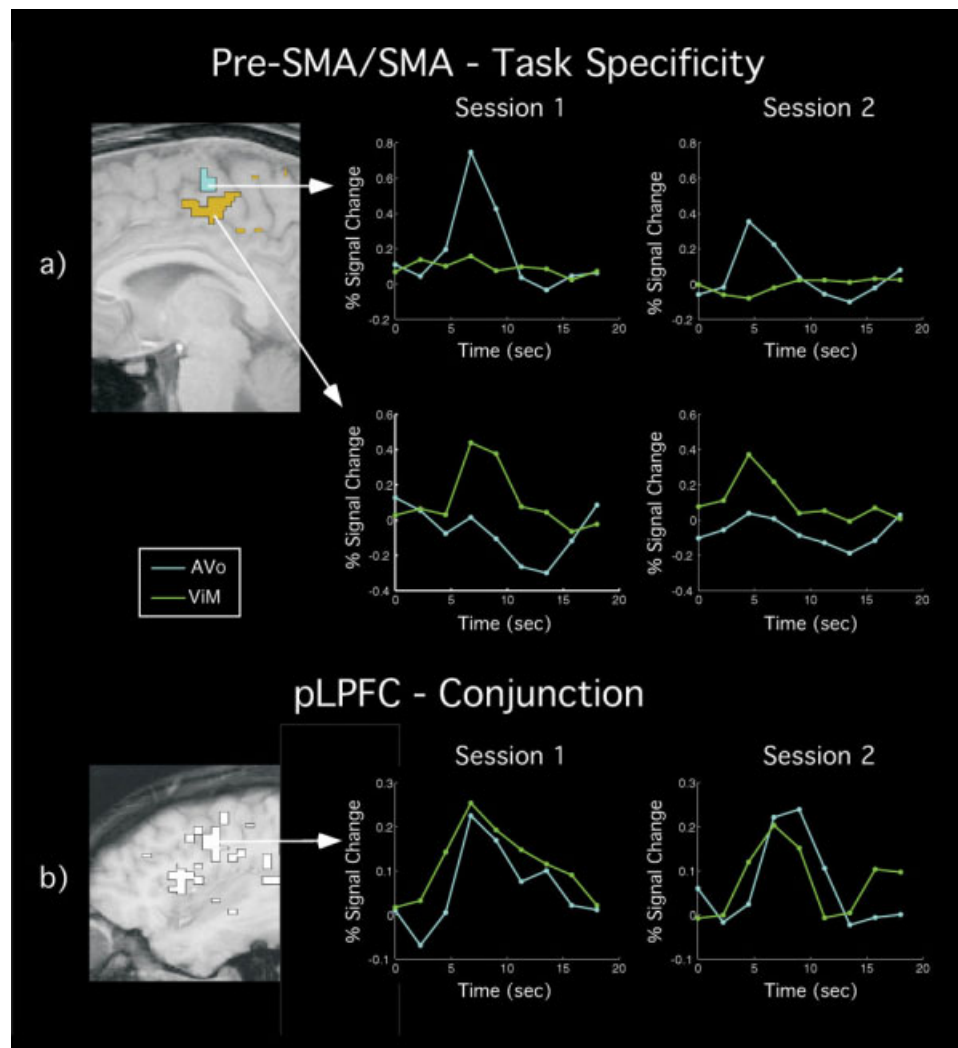 Pre-SMA/SMA - Task Specificity
Session 1
Session 2
a)
% Signal Change
0.8
0.6
0.4
0.2
0
-0.2
0
5
10
15
20
Time (sec)
% Signal Change
0.8
0.6
0.4
0.2
0
-0.2
0
5
10
15
20
Time (sec)
% Signal Change
0.6
0.4
0.2
0
-0.2
-0.4
0
5
10
15
20
Time (sec)
% Signal Change
0.6
0.4
0.2
0
-0.2
-0.4
0
5
10
15
20
Time (sec)
AVo
ViM
pLPFC - Conjunction
Session 1
Session 2
b)
% Signal Change
0.3
0.2
0.1
0
-0.1
0
5
10
15
20
Time (sec)
% Signal Change
0.3
0.2
0.1
0
-0.1
0
5
10
15
20
Time (sec)